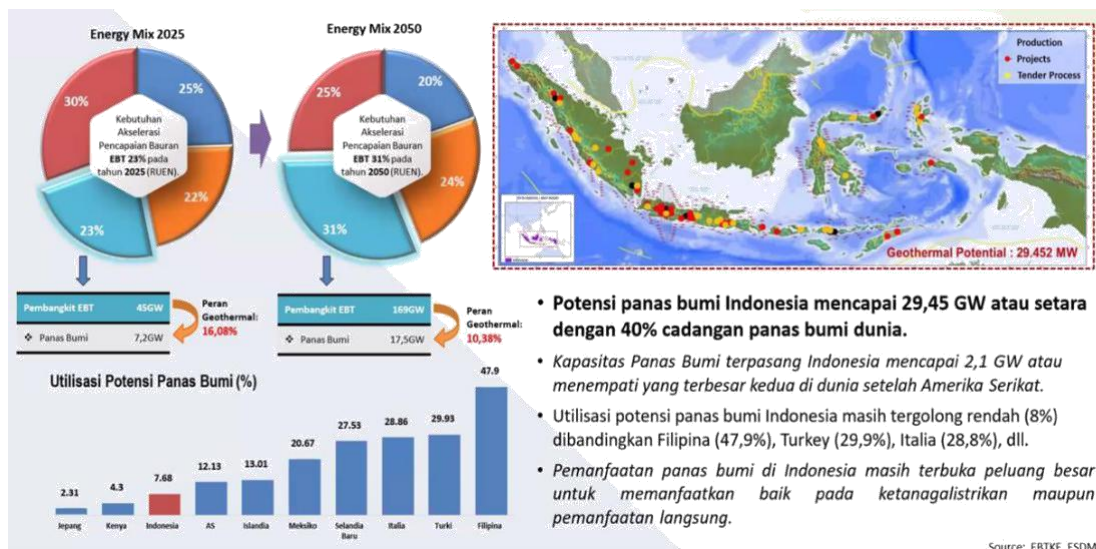 Energy Mix 2025
30%
25%
22%
23%
Kebutuhan
Akselerasi
Pencapaian Bauran
EBT 23% pada
tahun 2025 (RUEN).
Energy Mix 2050
25%
20%
24%
31%
Kebutuhan
Akselerasi
Pencapaian Bauran
EBT 31% pada
tahun 2050 (RUEN).
Pembangkit EBT 45GW
❖ Panas Bumi 7,2GW
Peran
Geothermal:
16,08%
Pembangkit EBT 169GW
❖ Panas Bumi 17,5GW
Peran
Geothermal:
10,38%
Utilisasi Potensi Panas Bumi (%)
2.31
4.3
7.68
12.13
13.01
20.67
27.53
28.86
29.93
47.9
Jepang
Kenya
Indonesia
AS
Islandia
Meksiko
Selandia
Baru
Italia
Turki
Filipina
Production
Projects
Tender Process
Geothermal Potential : 29.452 MW
• Potensi panas bumi Indonesia mencapai 29,45 GW atau setara
dengan 40% cadangan panas bumi dunia.
• Kapasitas Panas Bumi terpasang Indonesia mencapai 2,1 GW atau
menempati yang terbesar kedua di dunia setelah Amerika Serikat.
• Utilisasi potensi panas bumi Indonesia masih tergolong rendah (8%)
dibandingkan Filipina (47,9%), Turkey (29,9%), Italia (28,8%), dll.
• Pemanfaatan panas bumi di Indonesia masih terbuka peluang besar
untuk memanfaatkan baik pada ketanagalistrikan maupun
pemanfaatan langsung.
Source: EBTKE, ESDM